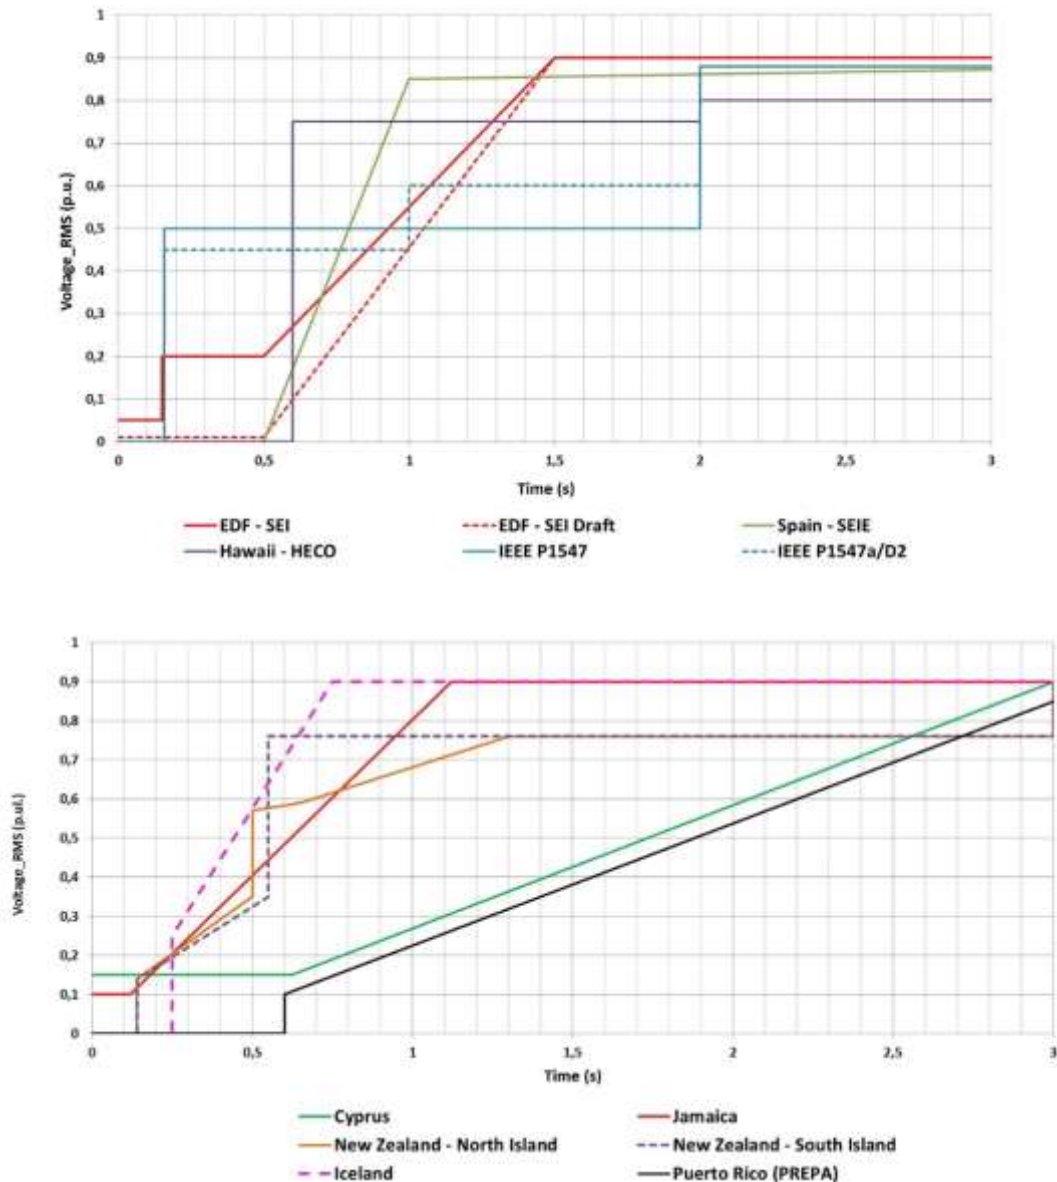 1
0,9
0,8
0,7
0,6
0,5
0,4
0,3
0,2
0,1
0
Voltage_RMS (p.u.)
0 0,5 1 1,5 2 2,5 3
Time (s)
EDF - SEI EDF - SEI Draft Spain - SEIE
Hawaii - HECO IEEE P1547 IEEE P1547a/D2
1
0,9
0,8
0,7
0,6
0,5
0,4
0,3
0,2
0,1
0
Voltage_RMS (p.ul.)
0 0,5 1 1,5 2 2,5 3
Time (s)
Cyprus Jamaica
New Zealand - North Island New Zealand - South Island
Iceland Puerto Rico (PREPA)